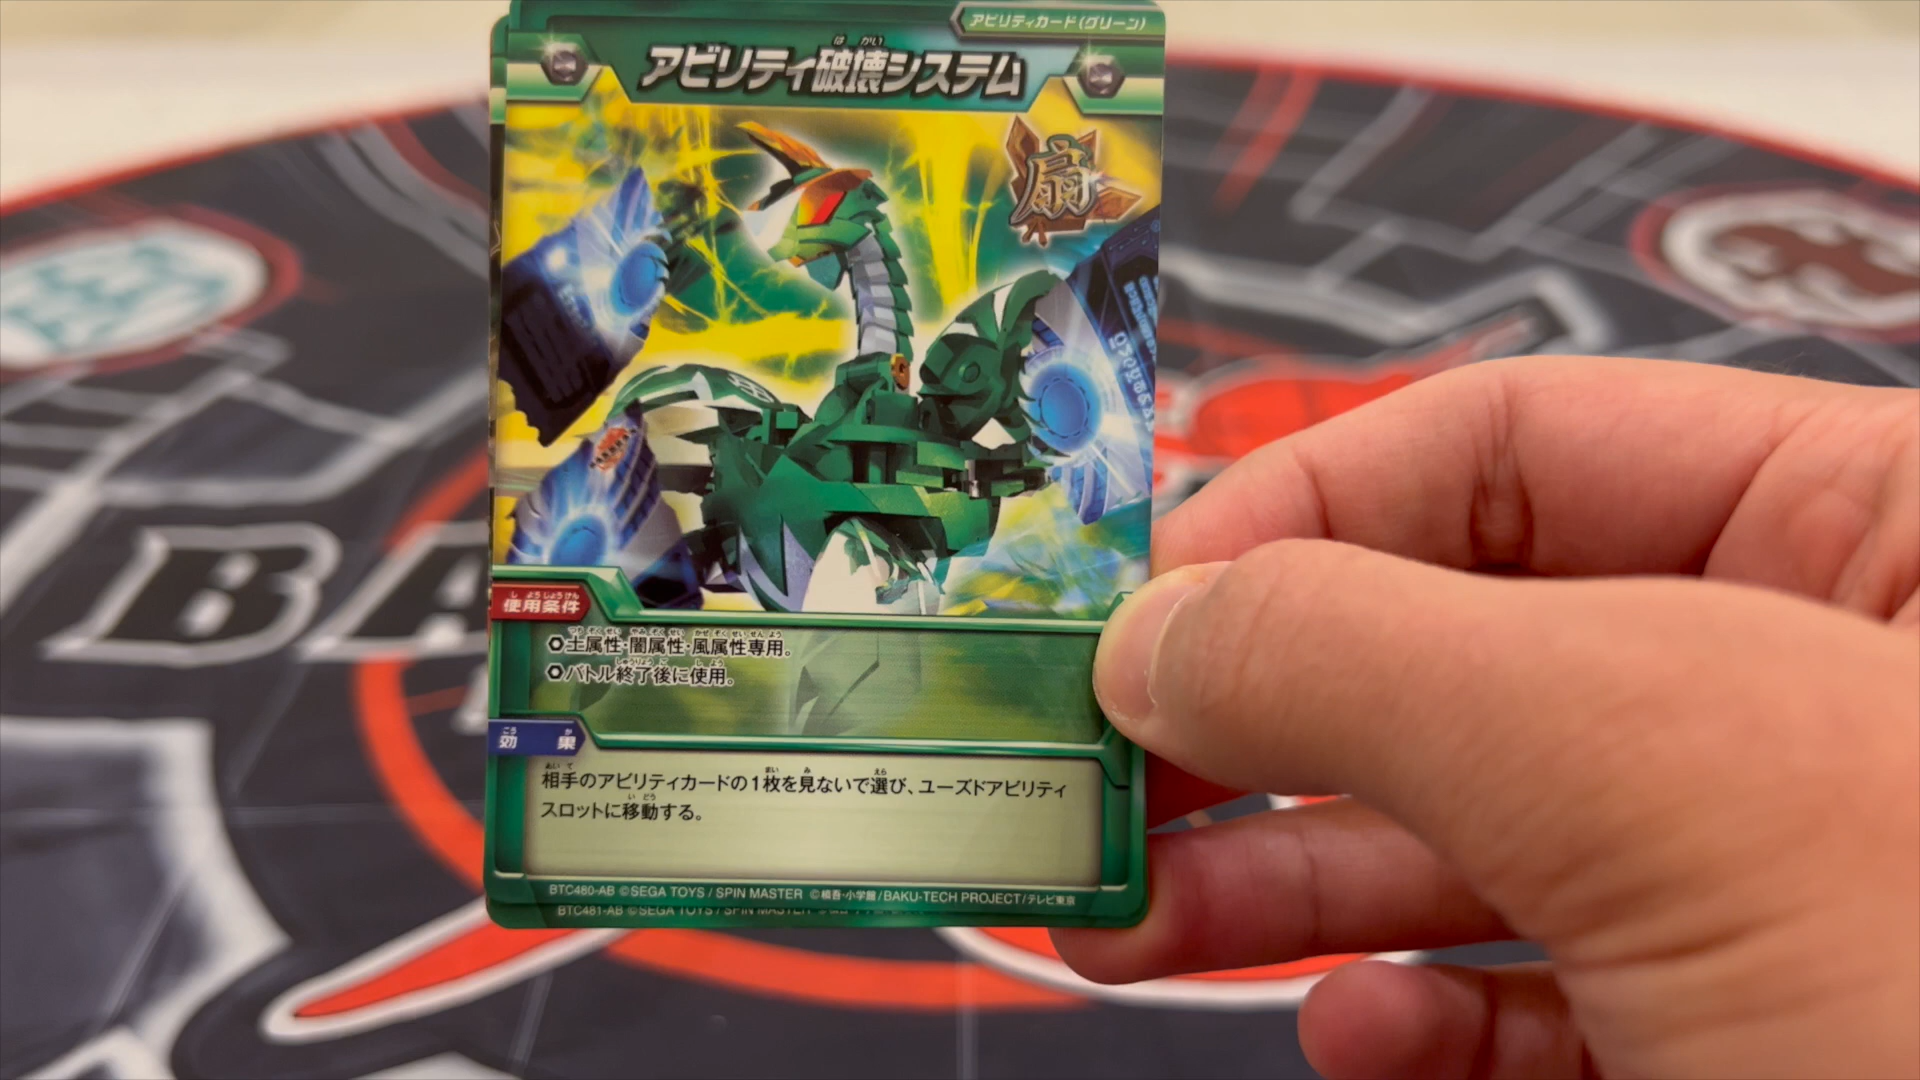 アビリティカード(グリーン)
アビリティ破壊システム
扇
使用条件
土属性・闇属性・風属性専用。
バトル終了後に使用。
効果
相手のアビリティカードの1枚を見ないで選び、ユーズドアビリティ
スロットに移動する。
BTC480-AB ©SEGA TOYS / SPIN MASTER ©楓吾・小学館/BAKU-TECH PROJECT/テレビ東京
BTC481-AB ©SEGA TOYS / SPIN MASTER
BA